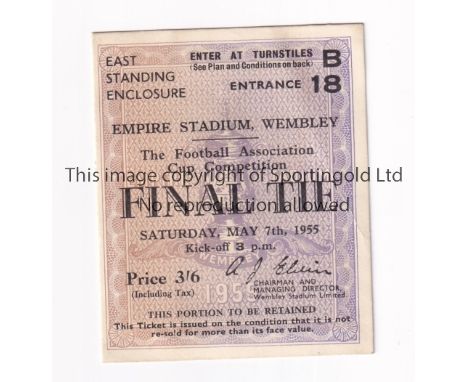 EAST STANDING ENCLOSURE
ENTER AT TURNSTILES
(See Plan and Conditions on back)
B
ENTRANCE 18
EMPIRE STADIUM, WEMBLEY
The Football Association
Cup Competition
This image copyright of Sportingold Ltd
FINAL TIE
No reproduction allowed
SATURDAY, MAY 7th, 1955
Kick-off 3 p.m.
WEMBLEY
Price 3/6
(Including Tax)
A J Elvin
CHAIRMAN AND
MANAGING DIRECTOR,
Wembley Stadium Limited
1955
THIS PORTION TO BE RETAINED
This Ticket is issued on the condition that it is not
re-sold for more than its face value.